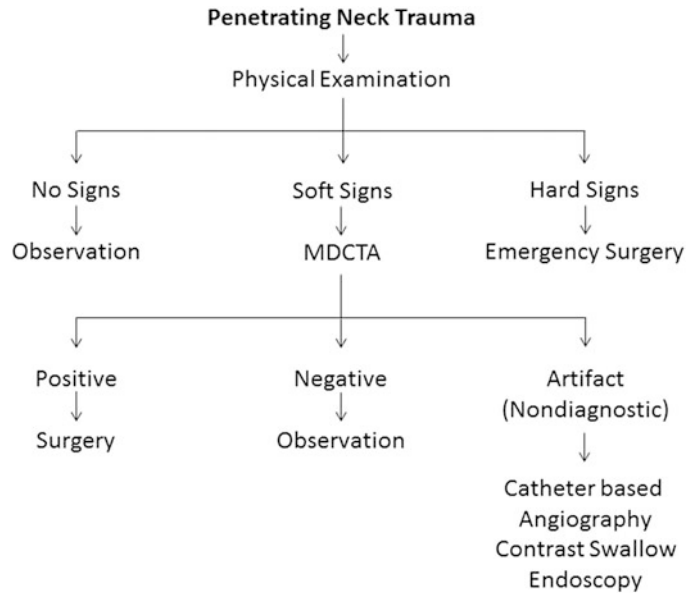 Penetrating Neck Trauma
Physical Examination
No Signs
Soft Signs
Hard Signs
Observation
MDCTA
Emergency Surgery
Positive
Negative
Artifact
(Nondiagnostic)
Surgery
Observation
Catheter based
Angiography
Contrast Swallow
Endoscopy